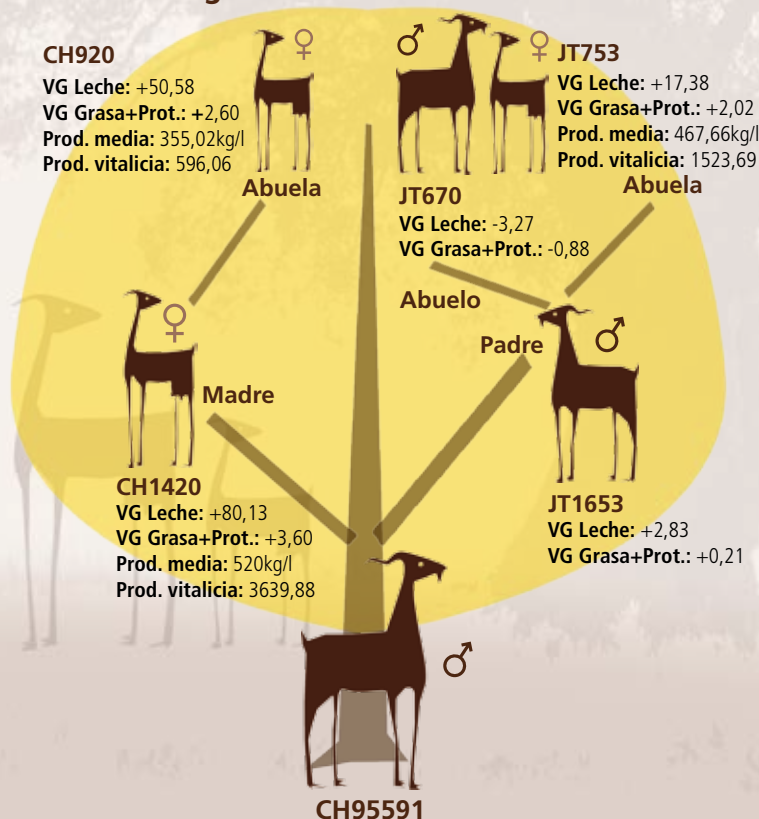 CH920
VG Leche: +50,58
VG Grasa+Prot.: +2,60
Prod. media: 355,02kg/l
Prod. vitalicia: 596,06
Abuela
♀
♂
♀
JT753
VG Leche: +17,38
VG Grasa+Prot.: +2,02
Prod. media: 467,66kg/l
Prod. vitalicia: 1523,69
Abuela
JT670
VG Leche: -3,27
VG Grasa+Prot.: -0,88
Abuelo
♀
Madre
CH1420
VG Leche: +80,13
VG Grasa+Prot.: +3,60
Prod. media: 520kg/l
Prod. vitalicia: 3639,88
Padre
♂
JT1653
VG Leche: +2,83
VG Grasa+Prot.: +0,21
♂
CH95591